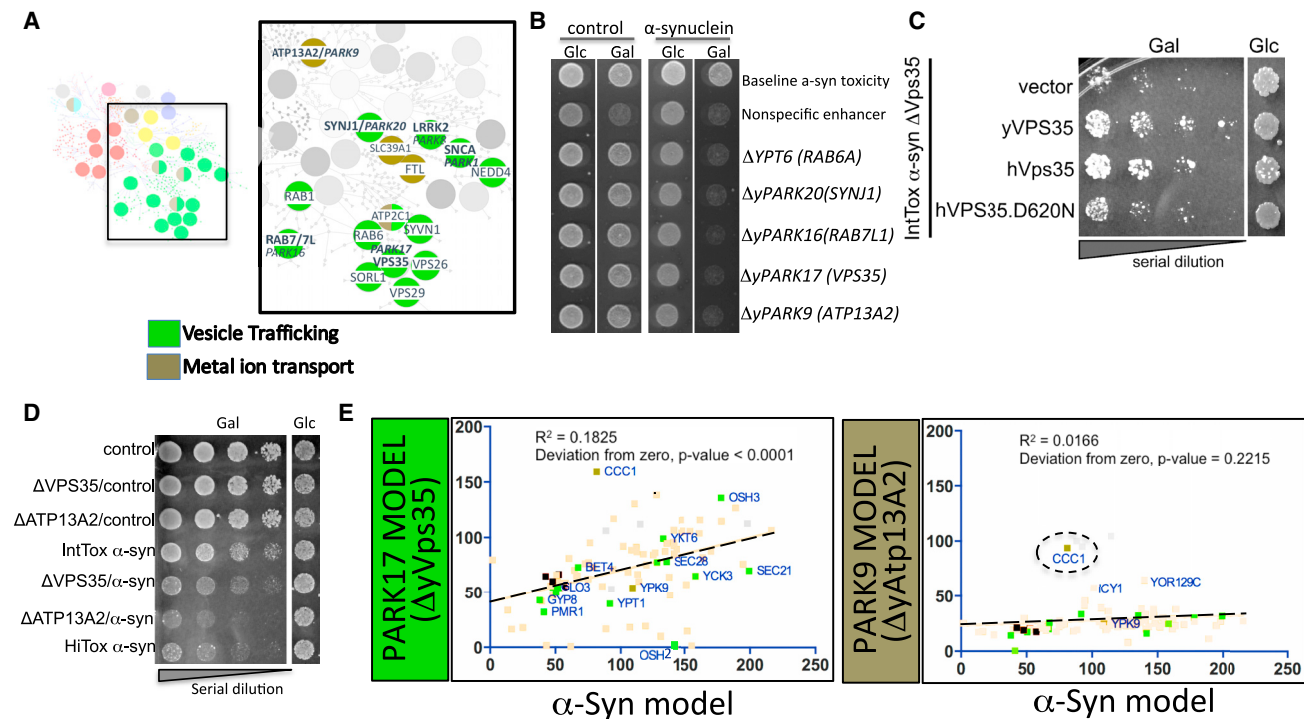 A
ATP13A2/PARK9
SYNJ1/PARK20
LRRK2
PARK8
SLC39A1
SNCA
PARK1
FTL
NEDD4
RAB1
ATP2C1
RAB6
SYVN1
RAB7/7L
PARK16
PARK17
VPS35
VPS26
SORL1
VPS29
Vesicle Trafficking
Metal ion transport
B
control
α-synuclein
Glc Gal Glc Gal
Baseline a-syn toxicity
Nonspecific enhancer
ΔYPT6 (RAB6A)
ΔyPARK20(SYNJ1)
ΔyPARK16(RAB7L1)
ΔyPARK17 (VPS35)
ΔyPARK9 (ATP13A2)
C
IntTox α-syn ΔVps35
Gal Glc
vector
yVPS35
hVps35
hVPS35.D620N
serial dilution
D
Gal Glc
control
ΔVPS35/control
ΔATP13A2/control
IntTox α-syn
ΔVPS35/α-syn
ΔATP13A2/α-syn
HiTox α-syn
Serial dilution
E
PARK17 MODEL
(ΔyVps35)
200
150
100
50
0
R² = 0.1825
Deviation from zero, p-value < 0.0001
CCC1
OSH3
YKT6
BET4
SEC28
SEC21
YCK3
GLO3
YPK9
GYP8
YPT1
PMR1
OSH2
0 50 100 150 200 250
α-Syn model
PARK9 MODEL
(ΔyAtp13A2)
200
150
100
50
0
R² = 0.0166
Deviation from zero, p-value = 0.2215
CCC1
ICY1
YOR129C
YPK9
0 50 100 150 200 250
α-Syn model